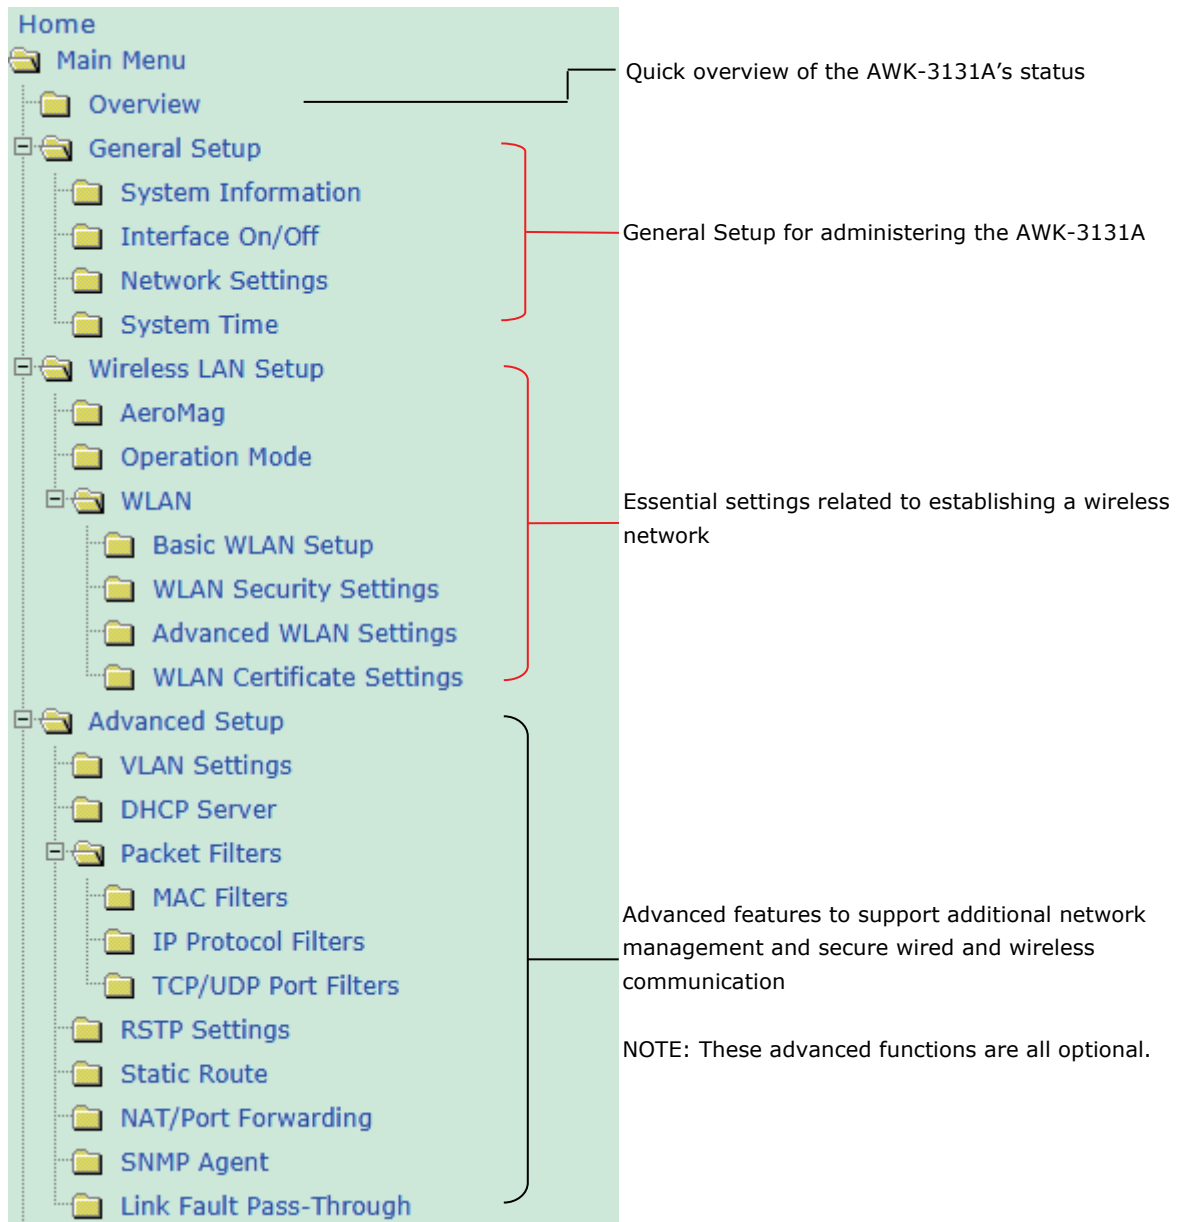 Home
Main Menu
Quick overview of the AWK-3131A’s status
Overview
General Setup
System Information
Interface On/Off
General Setup for administering the AWK-3131A
Network Settings
System Time
Wireless LAN Setup
AeroMag
Operation Mode
WLAN
Essential settings related to establishing a wireless
network
Basic WLAN Setup
WLAN Security Settings
Advanced WLAN Settings
WLAN Certificate Settings
Advanced Setup
VLAN Settings
DHCP Server
Packet Filters
MAC Filters
IP Protocol Filters
TCP/UDP Port Filters
Advanced features to support additional network
management and secure wired and wireless
communication
RSTP Settings
NOTE: These advanced functions are all optional.
Static Route
NAT/Port Forwarding
SNMP Agent
Link Fault Pass-Through